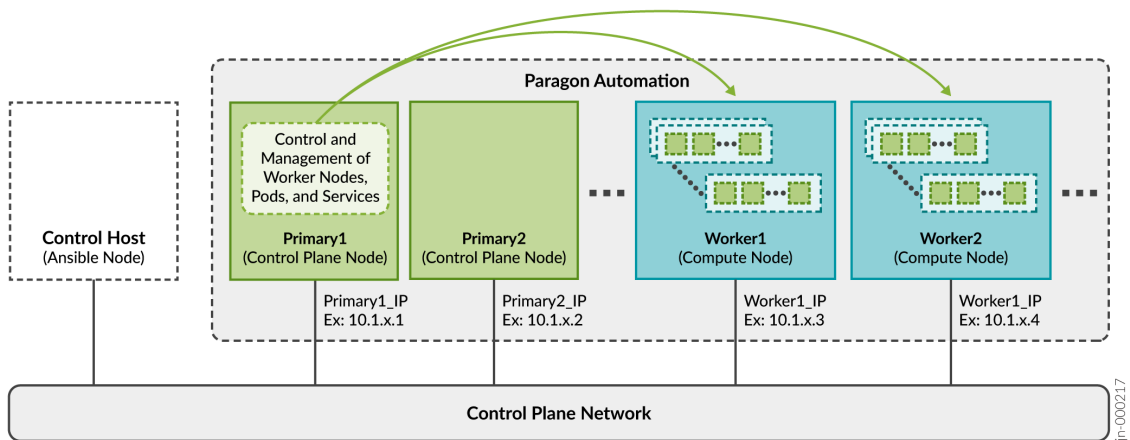 Paragon Automation
Control and
Management of
Worker Nodes,
Pods, and Services
Control Host
(Ansible Node)
Primary1
(Control Plane Node)
Primary2
(Control Plane Node)
Worker1
(Compute Node)
Worker2
(Compute Node)
Primary1_IP
Ex: 10.1.x.1
Primary2_IP
Ex: 10.1.x.2
Worker1_IP
Ex: 10.1.x.3
Worker1_IP
Ex: 10.1.x.4
Control Plane Network
jn-000217